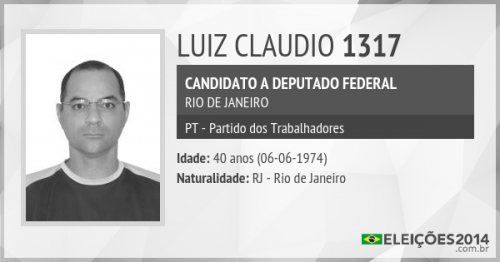 LUIZ CLAUDIO 1317
CANDIDATO A DEPUTADO FEDERAL
RIO DE JANEIRO
PT - Partido dos Trabalhadores
Idade: 40 anos (06-06-1974)
Naturalidade: RJ - Rio de Janeiro
ELEIÇÕES2014
.com.br